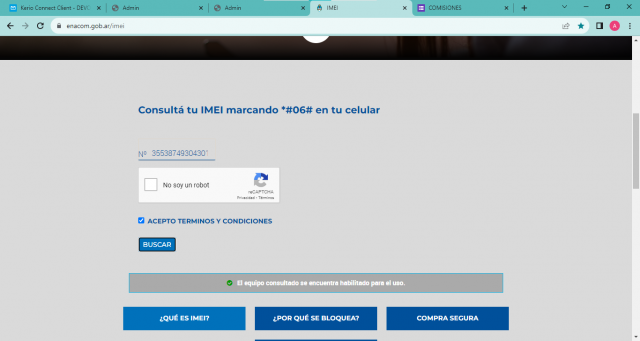 Kerio Connect Client - DEVO
Admin
Admin
IMEI
COMISIONES
enacom.gob.ar/imei
A
Consultá tu IMEI marcando *#06# en tu celular
Nº 3553874930430
No soy un robot
reCAPTCHA
Privacidad - Términos
ACEPTO TERMINOS Y CONDICIONES
BUSCAR
El equipo consultado se encuentra habilitado para el uso.
¿QUÉ ES IMEI?
¿POR QUÉ SE BLOQUEA?
COMPRA SEGURA